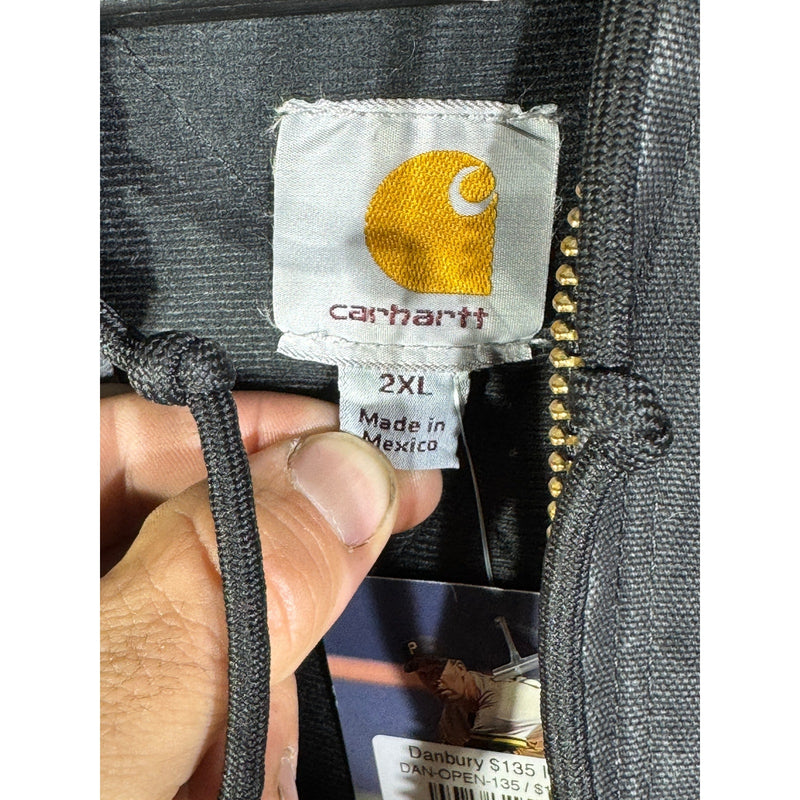 carhartt
2XL
Made in
Mexico
P
Danbury $135
DAN-OPEN-135 / $1